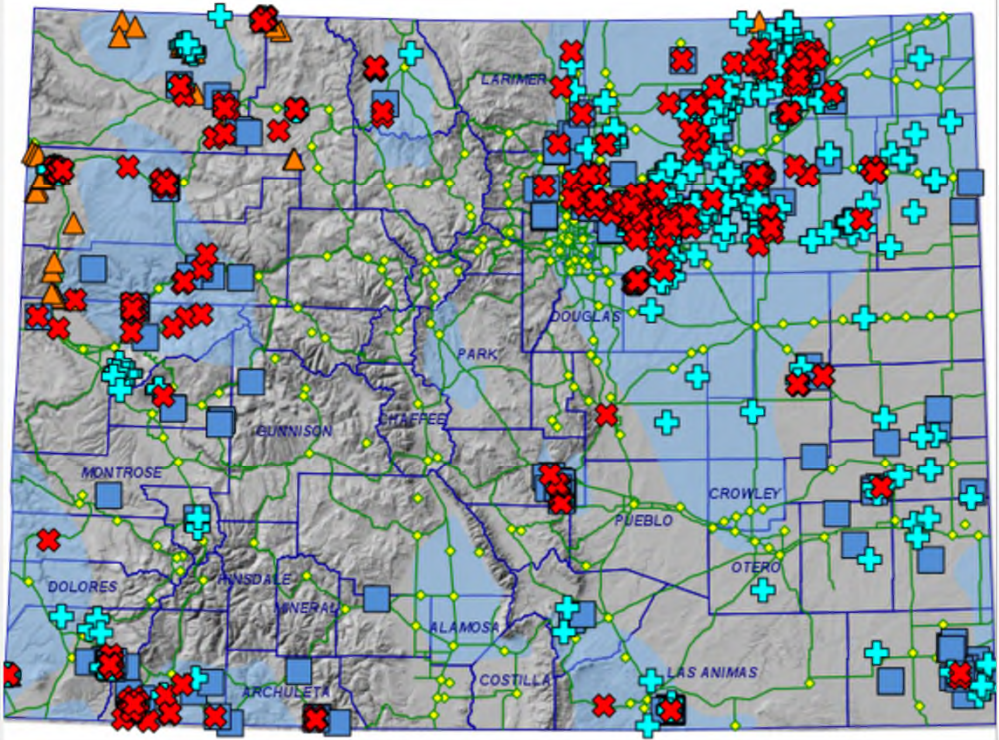 LARIMER
DOUGLAS
PARK
CHAFFEE
GUNNISON
MONTROSE
CROWLEY
PUEBLO
OTERO
HINSDALE
DOLORES
MINERAL
ALAMOSA
LAS ANIMAS
COSTILLA
ARCHULETA